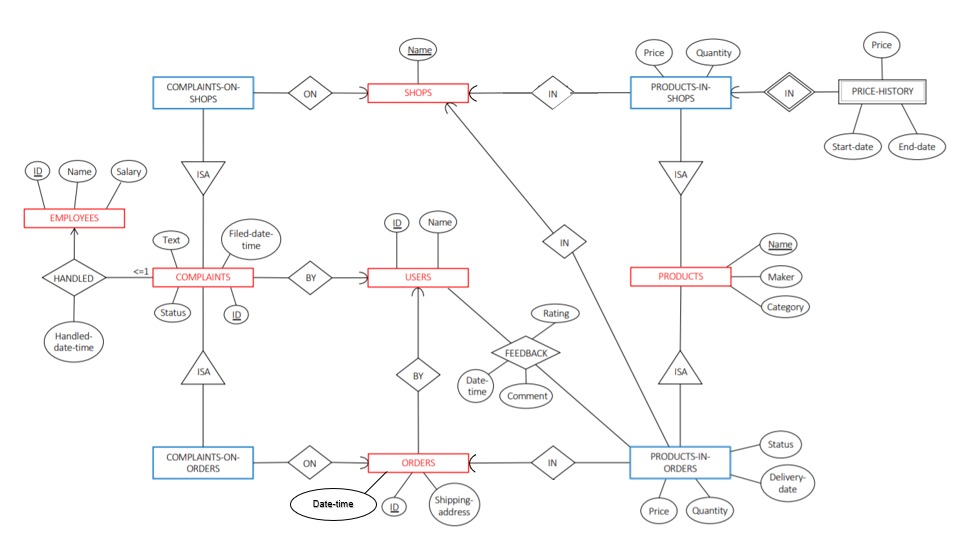 Name
Price
Quantity
Price
COMPLAINTS-ON-
SHOPS
ON
SHOPS
IN
PRODUCTS-IN-
SHOPS
IN
PRICE-HISTORY
Start-date
End-date
ISA
ISA
ID
Name
Salary
EMPLOYEES
Text
Filed-date-
time
ID
Name
IN
Name
HANDLED
<=1
COMPLAINTS
BY
USERS
PRODUCTS
Maker
Category
Status
ID
Rating
Handled-
date-time
FEEDBACK
ISA
BY
ISA
Date-
time
Comment
COMPLAINTS-ON-
ORDERS
ON
ORDERS
IN
PRODUCTS-IN-
ORDERS
Status
Delivery-
date
Date-time
ID
Shipping-
address
Price
Quantity